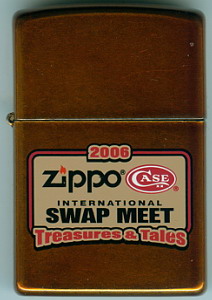 2006
zippo® CASE XX
INTERNATIONAL
SWAP MEET
Treasures & Tales